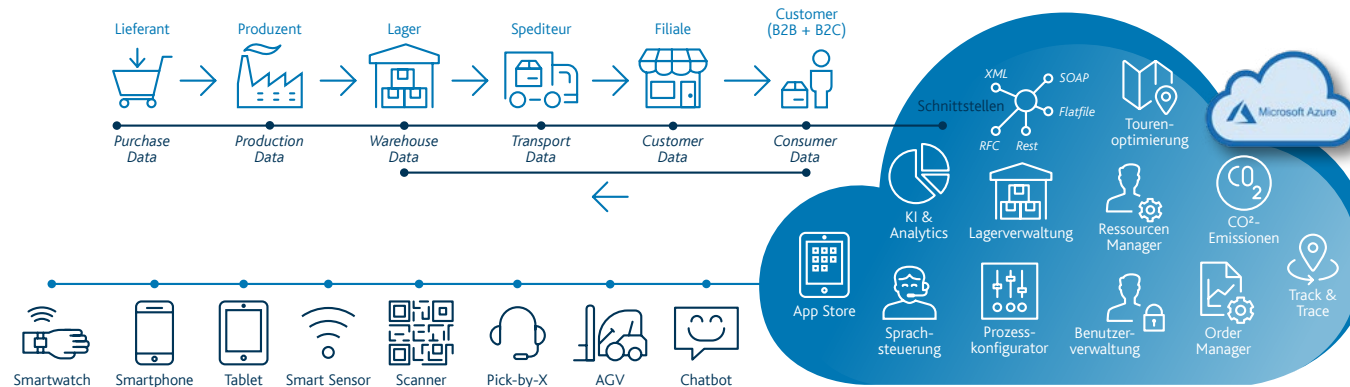 Lieferant
Produzent
Lager
Spediteur
Filiale
Customer
(B2B + B2C)
Purchase
Data
Production
Data
Warehouse
Data
Transport
Data
Customer
Data
Consumer
Data
Schnittstellen
XML
SOAP
Flatfile
RFC
Rest
Touren-
optimierung
Microsoft Azure
KI &
Analytics
Lagerverwaltung
Ressourcen
Manager
CO2
CO²-
Emissionen
App Store
Sprach-
steuerung
Prozess-
konfigurator
Benutzer-
verwaltung
Order
Manager
Track &
Trace
Smartwatch
Smartphone
Tablet
Smart Sensor
Scanner
Pick-by-X
AGV
Chatbot